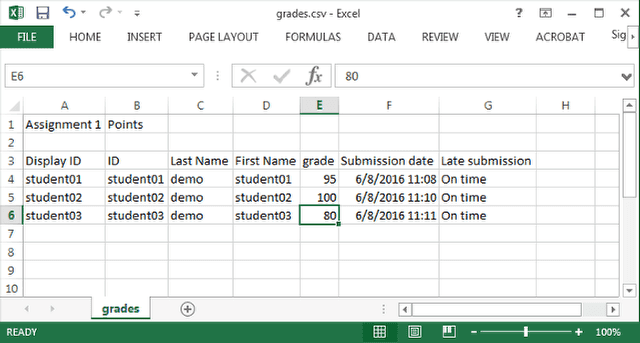 grades.csv - Excel
FILE HOME INSERT PAGE LAYOUT FORMULAS DATA REVIEW VIEW ACROBAT Sig
E6 fx 80
A B C D E F G H
1 Assignment 1 Points
2
3 Display ID ID Last Name First Name grade Submission date Late submission
4 student01 student01 demo student01 95 6/8/2016 11:08 On time
5 student02 student02 demo student02 100 6/8/2016 11:10 On time
6 student03 student03 demo student03 80 6/8/2016 11:11 On time
7
8
9
10
grades
READY 100%